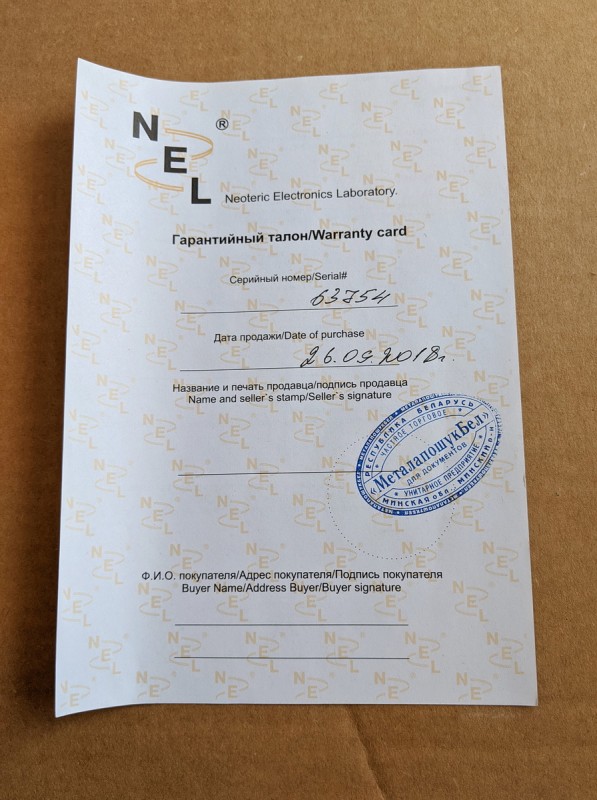 NEL ®
Neoteric Electronics Laboratory.
Гарантийный талон/Warranty card
Серийный номер/Serial#
63754
Дата продажи/Date of purchase
26.09.2018г.
Название и печать продавца/подпись продавца
Name and seller`s stamp/Seller`s signature
РЕСПУБЛИКА БЕЛАРУСЬ
ЧАСТНОЕ ТОРГОВОЕ
«МеталапошукБел»
ДЛЯ ДОКУМЕНТОВ
УНИТАРНОЕ ПРЕДПРИЯТИЕ
МИНСКАЯ обл., МИНСКИЙ р-н
Ф.И.О. покупателя/Адрес покупателя/Подпись покупателя
Buyer Name/Address Buyer/Buyer signature